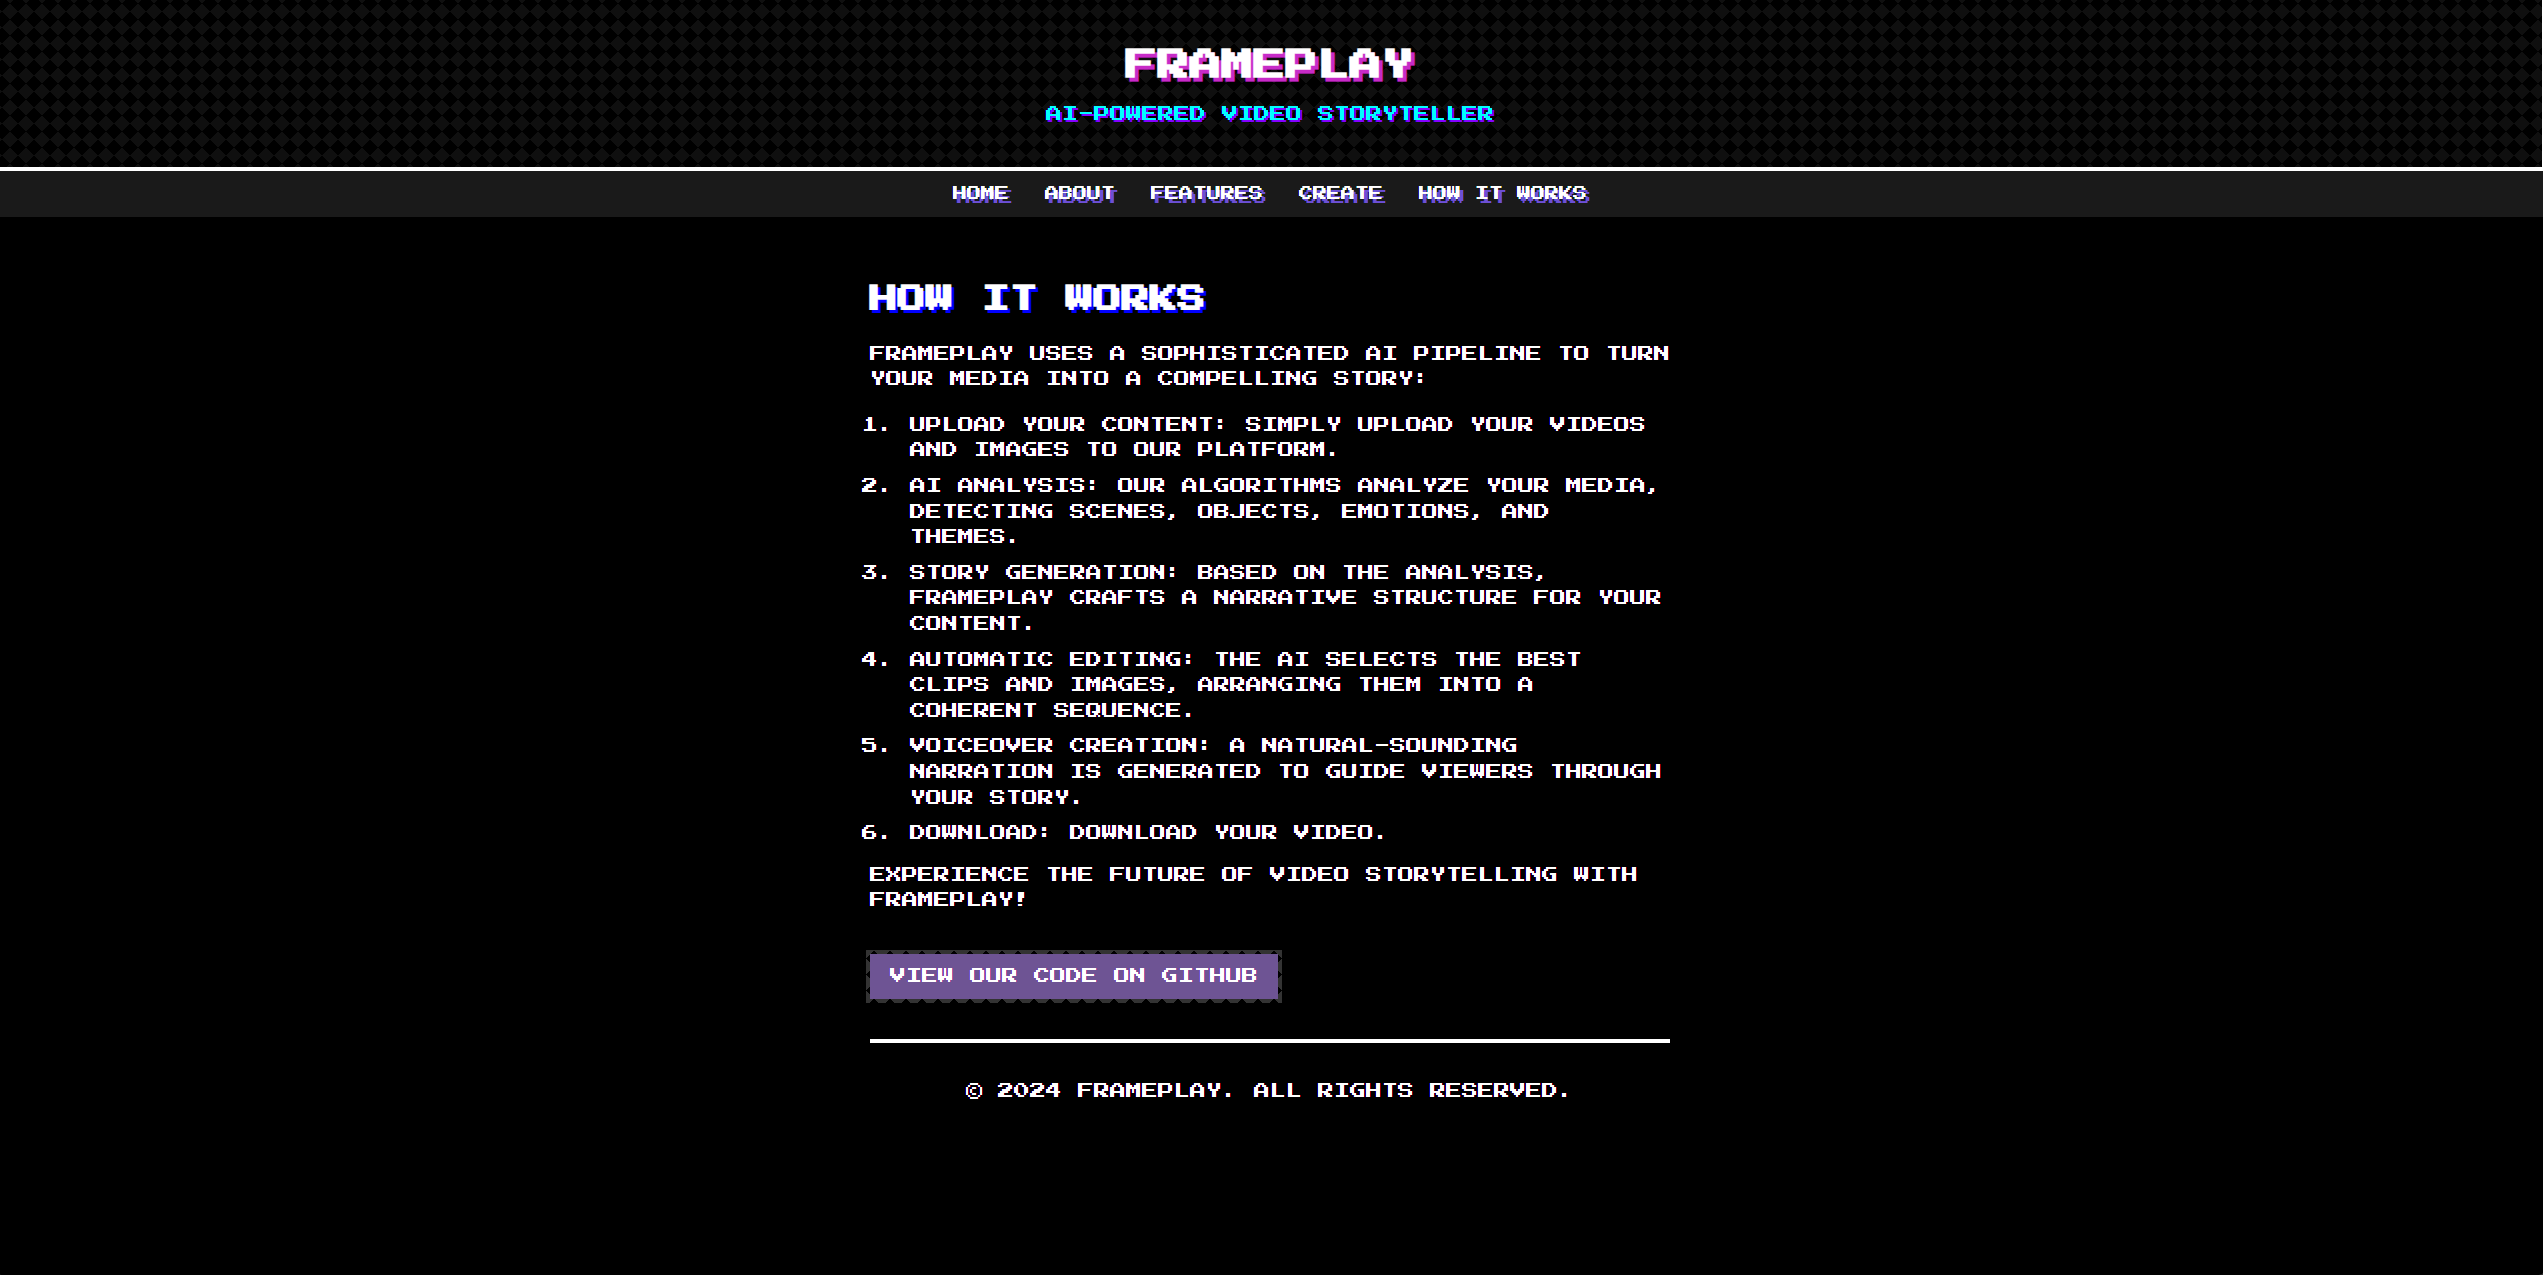 FRAMEPLAY
AI-POWERED VIDEO STORYTELLER
HOME ABOUT FEATURES CREATE HOW IT WORKS
HOW IT WORKS
FRAMEPLAY USES A SOPHISTICATED AI PIPELINE TO TURN
YOUR MEDIA INTO A COMPELLING STORY:
1. UPLOAD YOUR CONTENT: SIMPLY UPLOAD YOUR VIDEOS
AND IMAGES TO OUR PLATFORM.
2. AI ANALYSIS: OUR ALGORITHMS ANALYZE YOUR MEDIA,
DETECTING SCENES, OBJECTS, EMOTIONS, AND
THEMES.
3. STORY GENERATION: BASED ON THE ANALYSIS,
FRAMEPLAY CRAFTS A NARRATIVE STRUCTURE FOR YOUR
CONTENT.
4. AUTOMATIC EDITING: THE AI SELECTS THE BEST
CLIPS AND IMAGES, ARRANGING THEM INTO A
COHERENT SEQUENCE.
5. VOICEOVER CREATION: A NATURAL-SOUNDING
NARRATION IS GENERATED TO GUIDE VIEWERS THROUGH
YOUR STORY.
6. DOWNLOAD: DOWNLOAD YOUR VIDEO.
EXPERIENCE THE FUTURE OF VIDEO STORYTELLING WITH
FRAMEPLAY!
VIEW OUR CODE ON GITHUB
© 2024 FRAMEPLAY. ALL RIGHTS RESERVED.